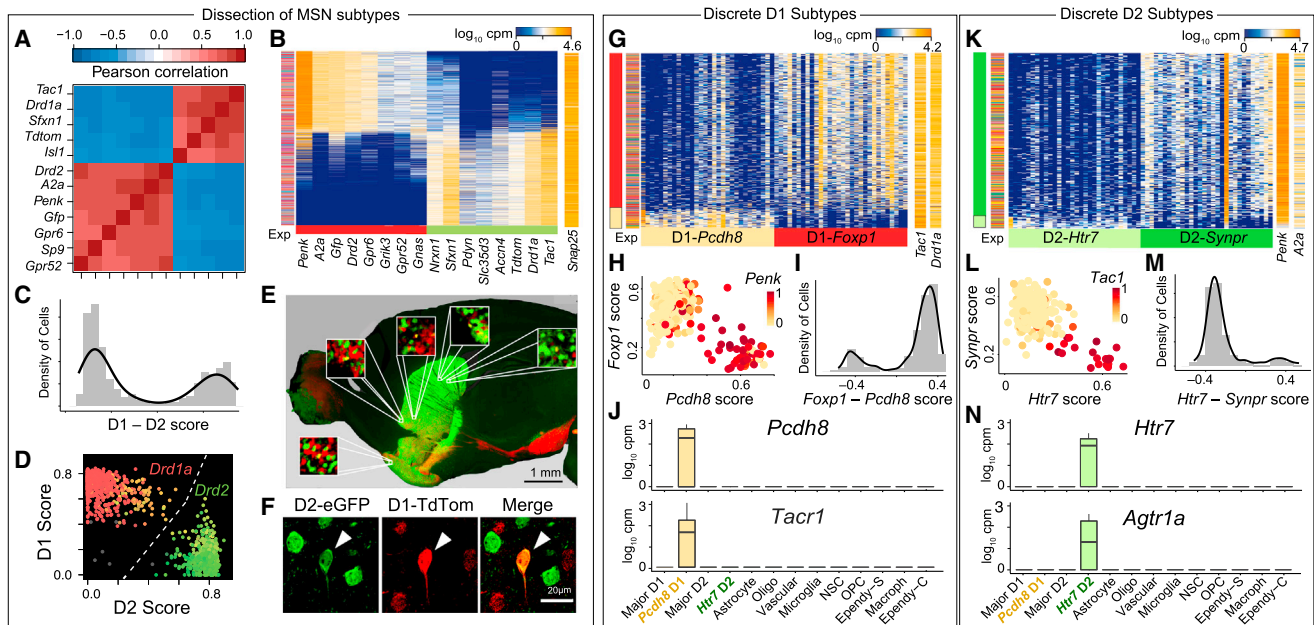 Dissection of MSN subtypes
A
−1.0 −0.5 0.0 0.5 1.0
Pearson correlation
Tac1
Drd1a
Sfxn1
Tdtom
Isl1
Drd2
A2a
Penk
Gfp
Gpr6
Sp9
Gpr52
B
log10 cpm
0 4.6
Exp
Penk
A2a
Gfp
Drd2
Gpr6
Grik3
Gpr52
Gnas
Nrxn1
Sfxn1
Pdyn
Slc35d3
Accn4
Tdtom
Drd1a
Tac1
Snap25
C
Density of Cells
D1 – D2 score
D
D1 Score
0.8
0.0
Drd1a
Drd2
0.0 0.8
D2 Score
E
1 mm
F
D2-eGFP D1-TdTom Merge
20µm
Discrete D1 Subtypes
G
log10 cpm
0 4.2
Exp
D1-Pcdh8 D1-Foxp1
Tac1
Drd1a
H
Foxp1 score
0.6
0.2
Penk
1
0
0 0.6
Pcdh8 score
I
Density of Cells
−0.4 0.4
Foxp1 – Pcdh8 score
J
log10 cpm
3
0
Pcdh8
log10 cpm
3
0
Tacr1
Major D1
Pcdh8 D1
Major D2
Htr7 D2
Astrocyte
Oligo
Vascular
Microglia
NSC
OPC
Ependy−S
Macroph
Ependy−C
Discrete D2 Subtypes
K
log10 cpm
0 4.7
Exp
D2-Htr7 D2-Synpr
Penk
A2a
L
Synpr score
0.6
0.2
Tac1
1
0
0 0.6
Htr7 score
M
Density of Cells
−0.4 0.4
Htr7 – Synpr score
N
log10 cpm
3
0
Htr7
log10 cpm
3
0
Agtr1a
Major D1
Pcdh8 D1
Major D2
Htr7 D2
Astrocyte
Oligo
Vascular
Microglia
NSC
OPC
Ependy−S
Macroph
Ependy−C